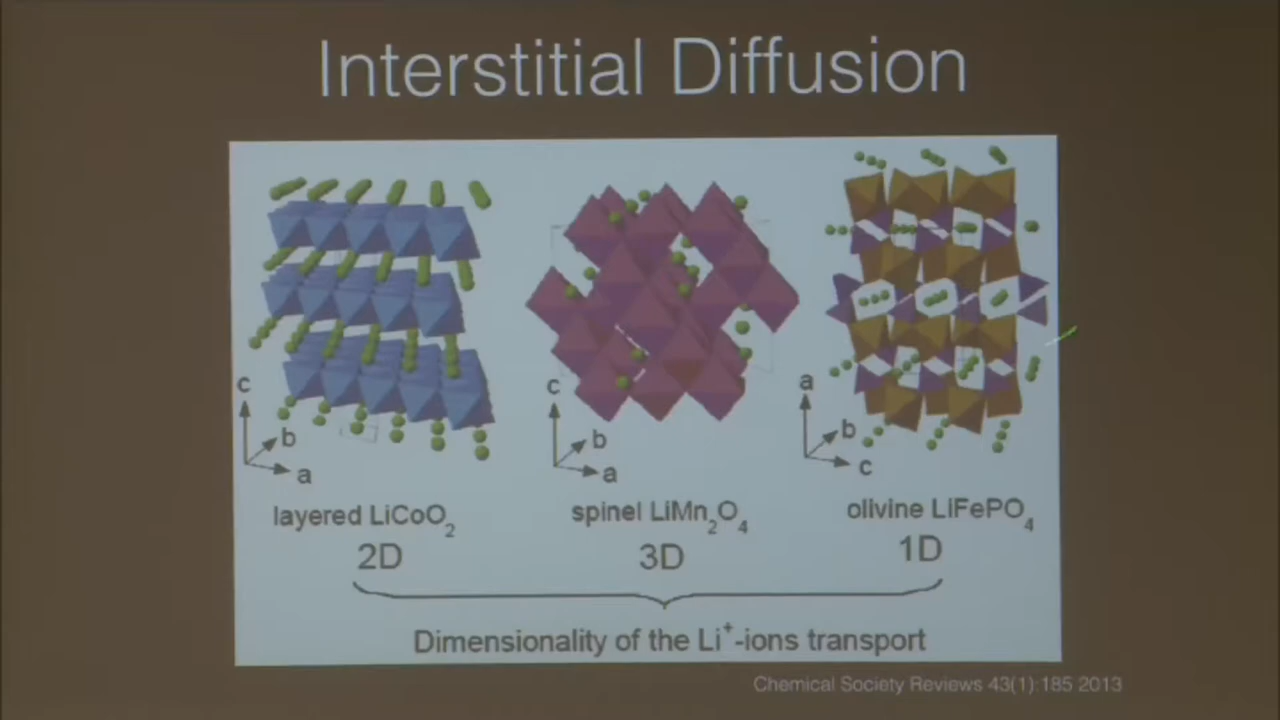 Interstitial Diffusion
c
b
a
layered LiCoO₂
2D
c
b
a
spinel LiMn₂O₄
3D
a
b
c
olivine LiFePO₄
1D
Dimensionality of the Li⁺-ions transport
Chemical Society Reviews 43(1):185 2013